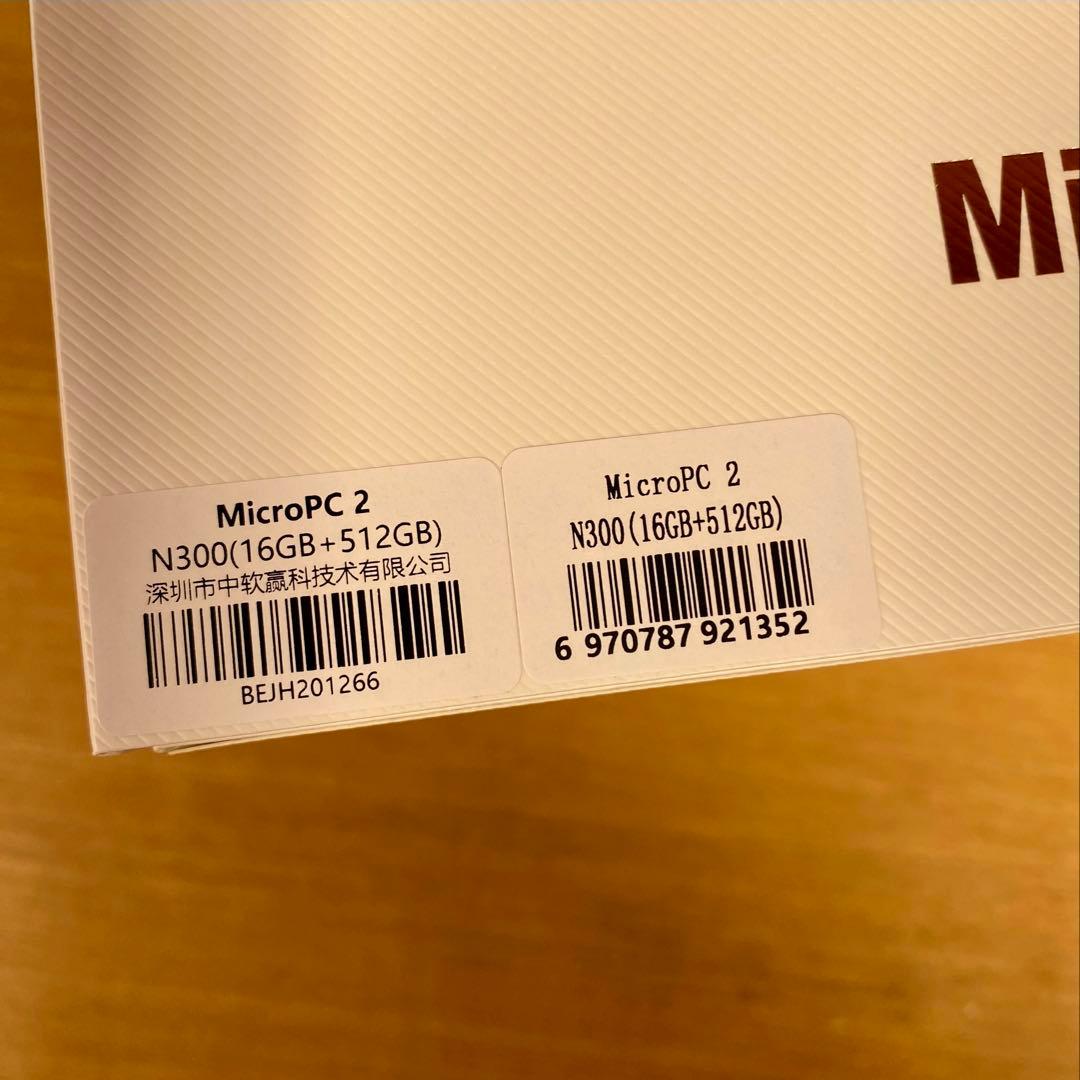 Mi
MicroPC 2
N300(16GB+512GB)
深圳市中软赢科技术有限公司
BEJH201266
MicroPC 2
N300(16GB+512GB)
6 970787 921352